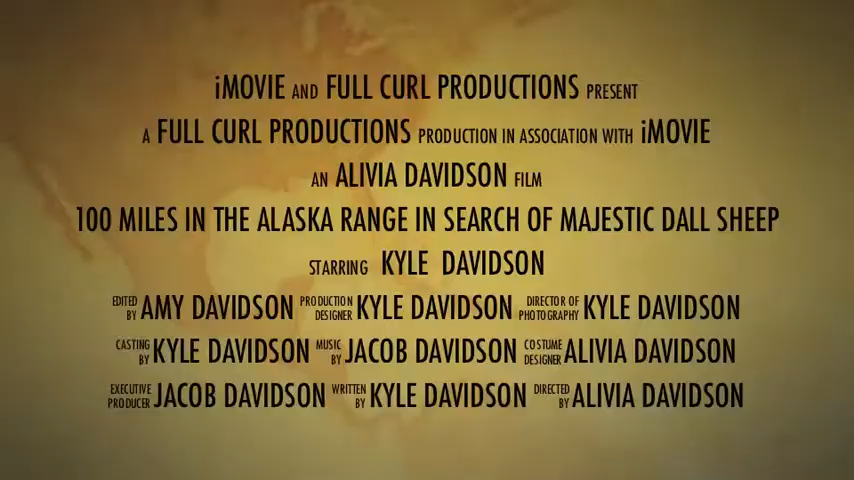 iMOVIE AND FULL CURL PRODUCTIONS PRESENT
A FULL CURL PRODUCTIONS PRODUCTION IN ASSOCIATION WITH iMOVIE
AN ALIVIA DAVIDSON FILM
100 MILES IN THE ALASKA RANGE IN SEARCH OF MAJESTIC DALL SHEEP
STARRING KYLE DAVIDSON
EDITED BY AMY DAVIDSON PRODUCTION DESIGNER KYLE DAVIDSON DIRECTOR OF PHOTOGRAPHY KYLE DAVIDSON
CASTING BY KYLE DAVIDSON MUSIC BY JACOB DAVIDSON COSTUME DESIGNER ALIVIA DAVIDSON
EXECUTIVE PRODUCER JACOB DAVIDSON WRITTEN BY KYLE DAVIDSON DIRECTED BY ALIVIA DAVIDSON